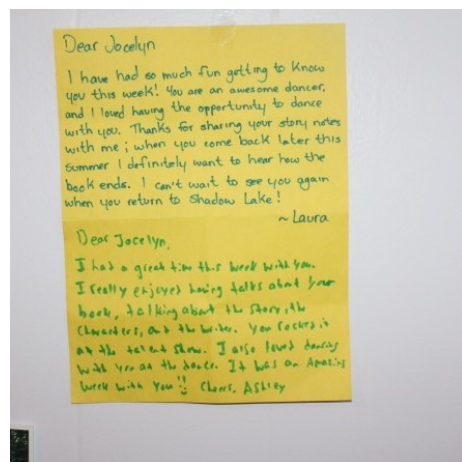 Dear Jocelyn
I have had so much fun getting to know
you this week! You are an awesome dancer,
and I loved having the opportunity to dance
with you. Thanks for sharing your story notes
with me; when you come back later this
summer I definitely want to hear how the
book ends. I can't wait to see you again
when you return to Shadow Lake!
~ Laura
Dear Jocelyn,
I had a great time this week with you.
I really enjoyed having talks about your
book, talking about the story, the
characters, and the writer. You rocked it
at the talent show. I also loved dancing
with you at the dance. It was an Amazing
week with you!! Cheers, Ashley